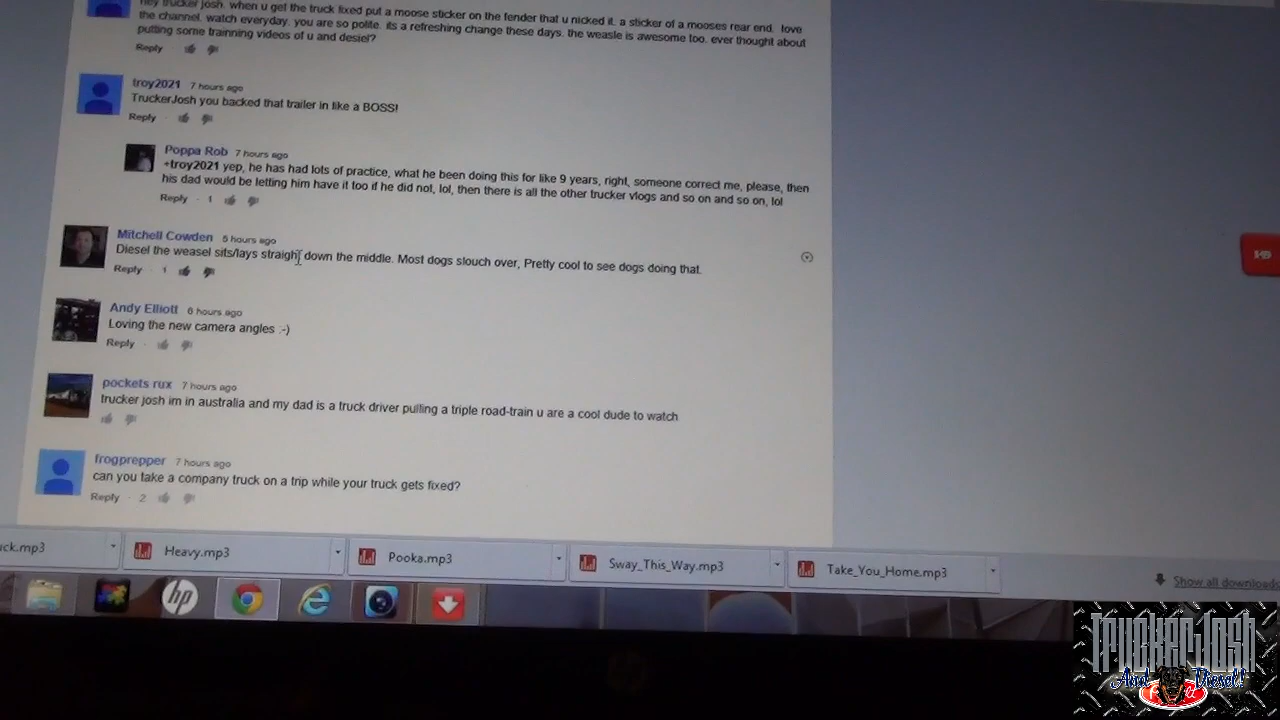 hey trucker josh. when u get the truck fixed put a moose sticker on the fender that u nicked it. a sticker of a mooses rear end. love
the channel. watch everyday. you are so polite. its a refreshing change these days. the weasle is awesome too. ever thought about
putting some trainning videos of u and desiel?
Reply
troy2021 7 hours ago
TruckerJosh you backed that trailer in like a BOSS!
Reply
Poppa Rob 7 hours ago
+troy2021 yep, he has had lots of practice, what he been doing this for like 9 years, right, someone correct me, please, then
his dad would be letting him have it too if he did not, lol, then there is all the other trucker vlogs and so on and so on, lol
Reply · 1
Mitchell Cowden 5 hours ago
Diesel the weasel sits/lays straight down the middle. Most dogs slouch over, Pretty cool to see dogs doing that.
Reply · 1
Andy Elliott 6 hours ago
Loving the new camera angles :-)
Reply
pockets rux 7 hours ago
trucker josh im in australia and my dad is a truck driver pulling a triple road-train u are a cool dude to watch
frogprepper 7 hours ago
can you take a company truck on a trip while your truck gets fixed?
Reply · 2
ck.mp3 Heavy.mp3 Pooka.mp3 Sway_This_Way.mp3 Take_You_Home.mp3
Show all downloads
hp
TRUCKERJOSH
And Diesel!